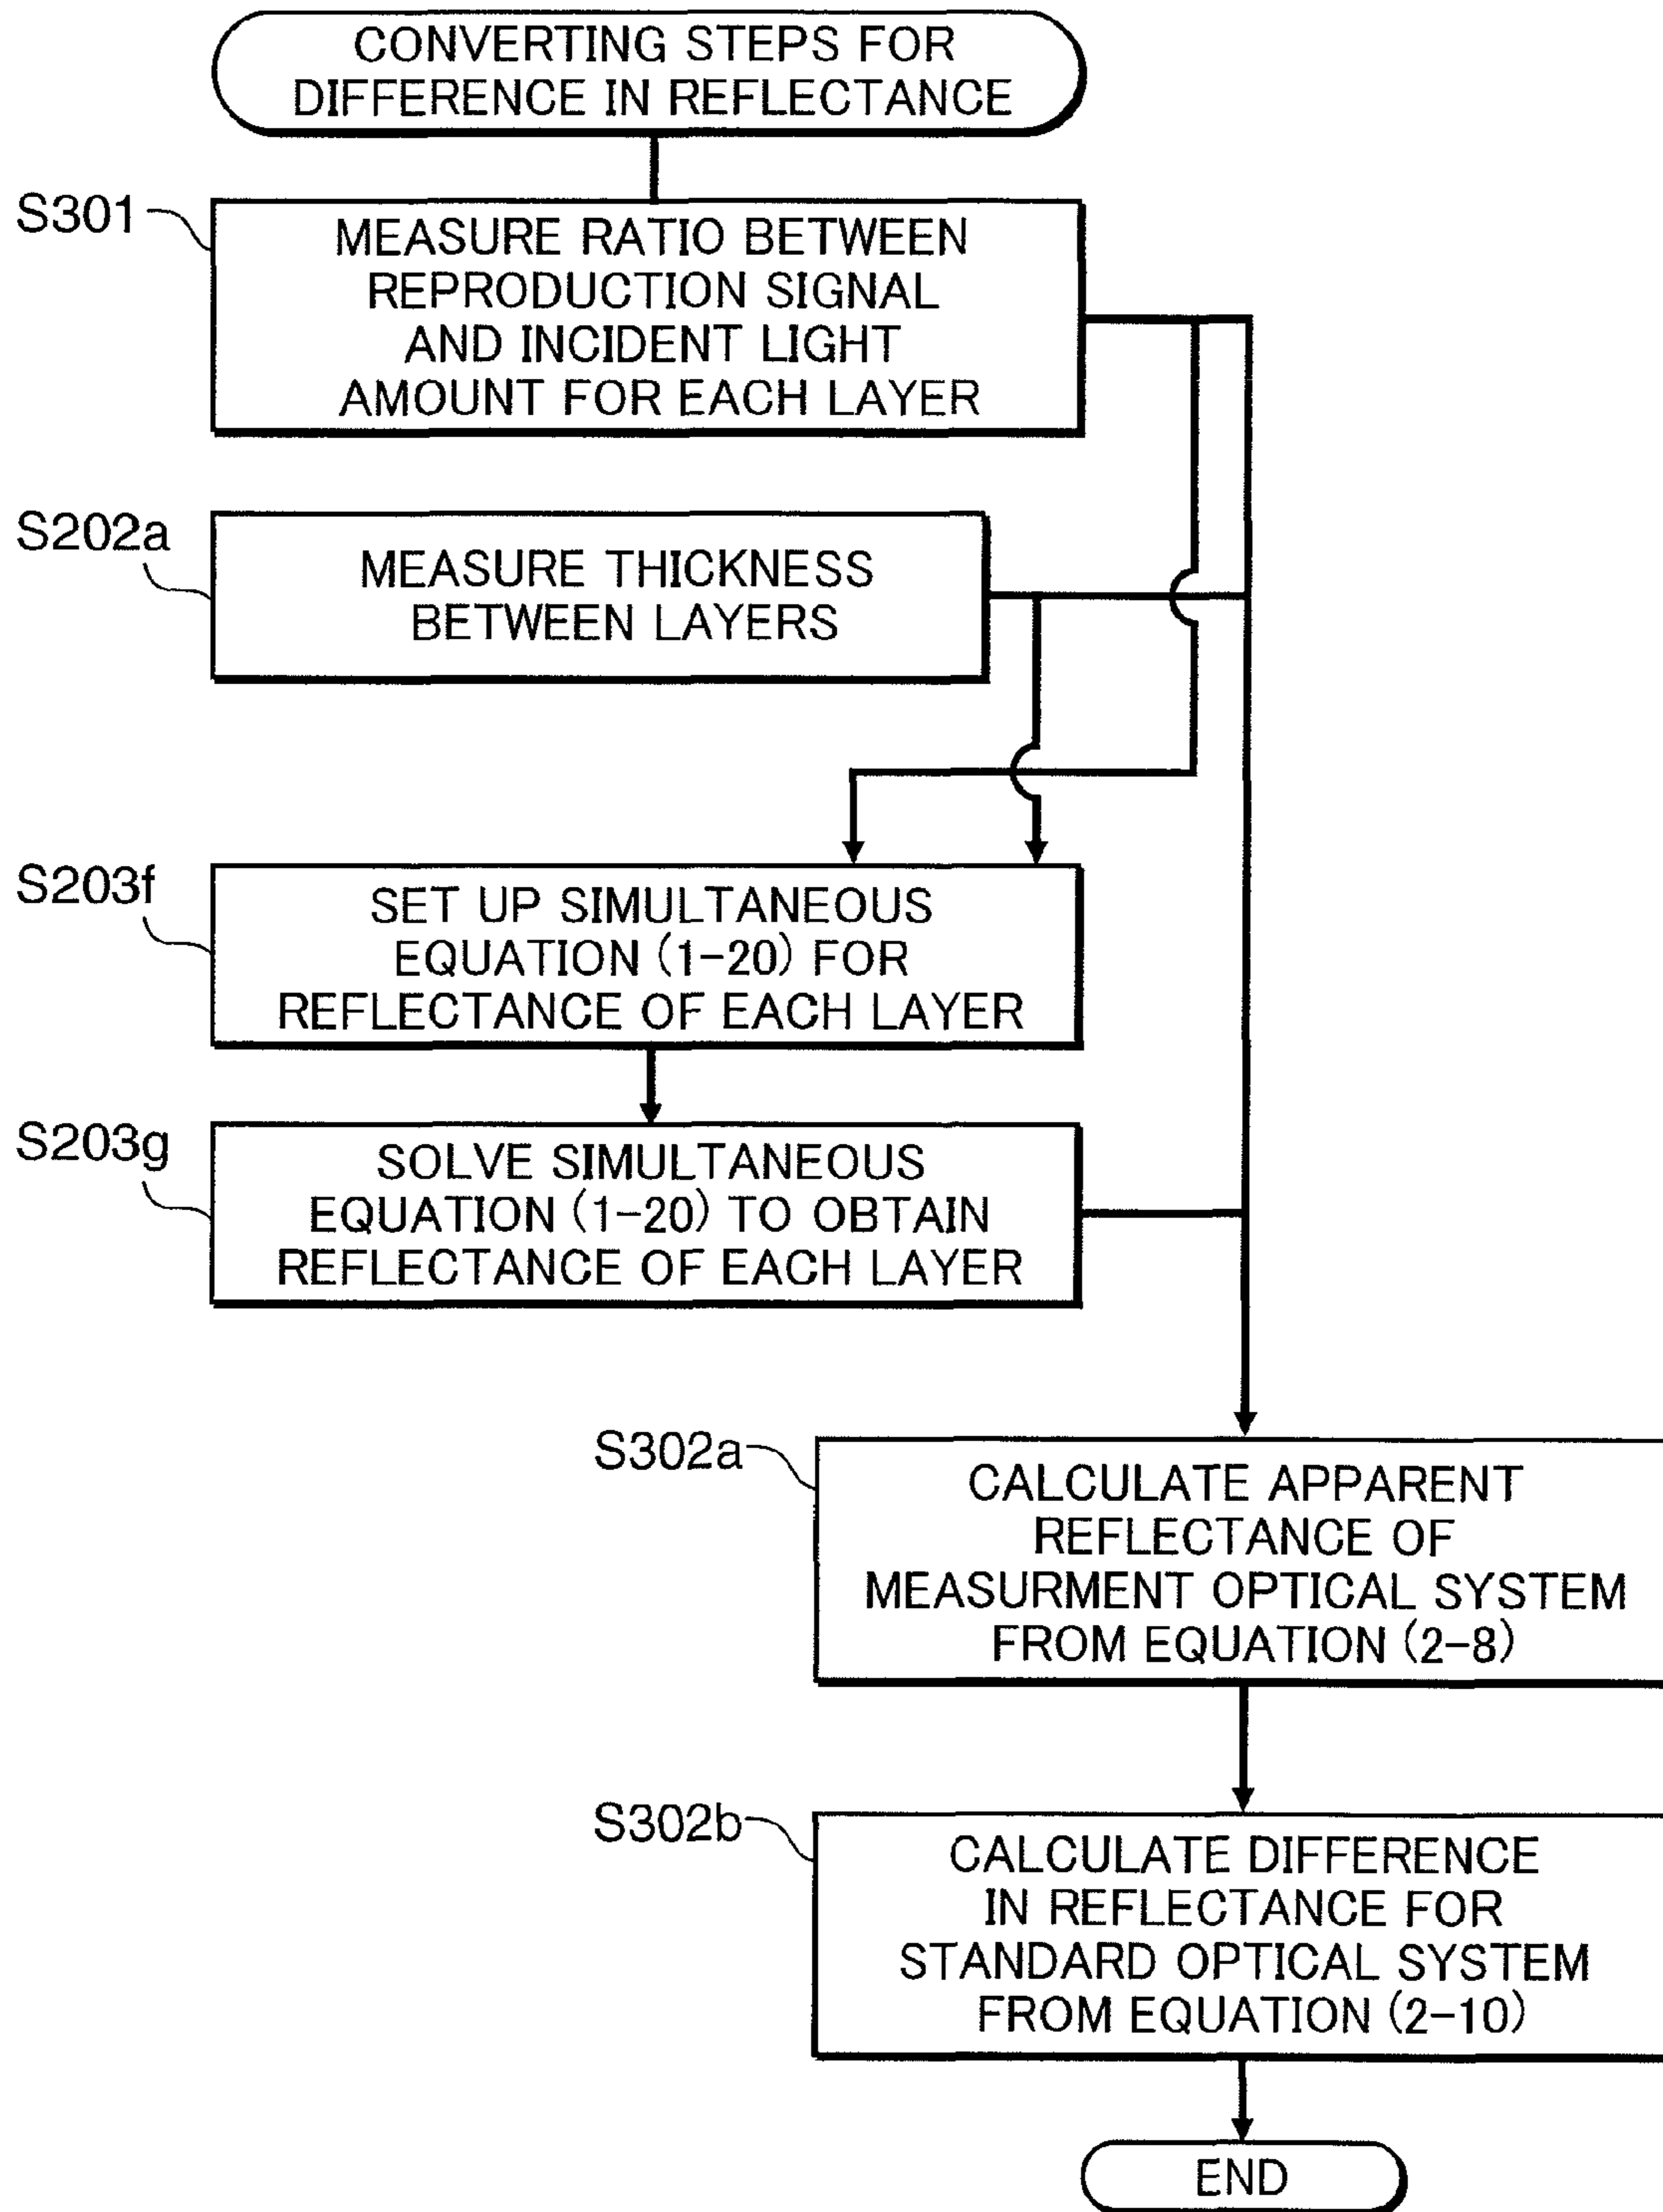 CONVERTING STEPS FOR
DIFFERENCE IN REFLECTANCE
S301
MEASURE RATIO BETWEEN
REPRODUCTION SIGNAL
AND INCIDENT LIGHT
AMOUNT FOR EACH LAYER
S202a
MEASURE THICKNESS
BETWEEN LAYERS
S203f
SET UP SIMULTANEOUS
EQUATION (1-20) FOR
REFLECTANCE OF EACH LAYER
S203g
SOLVE SIMULTANEOUS
EQUATION (1-20) TO OBTAIN
REFLECTANCE OF EACH LAYER
S302a
CALCULATE APPARENT
REFLECTANCE OF
MEASURMENT OPTICAL SYSTEM
FROM EQUATION (2-8)
S302b
CALCULATE DIFFERENCE
IN REFLECTANCE FOR
STANDARD OPTICAL SYSTEM
FROM EQUATION (2-10)
END